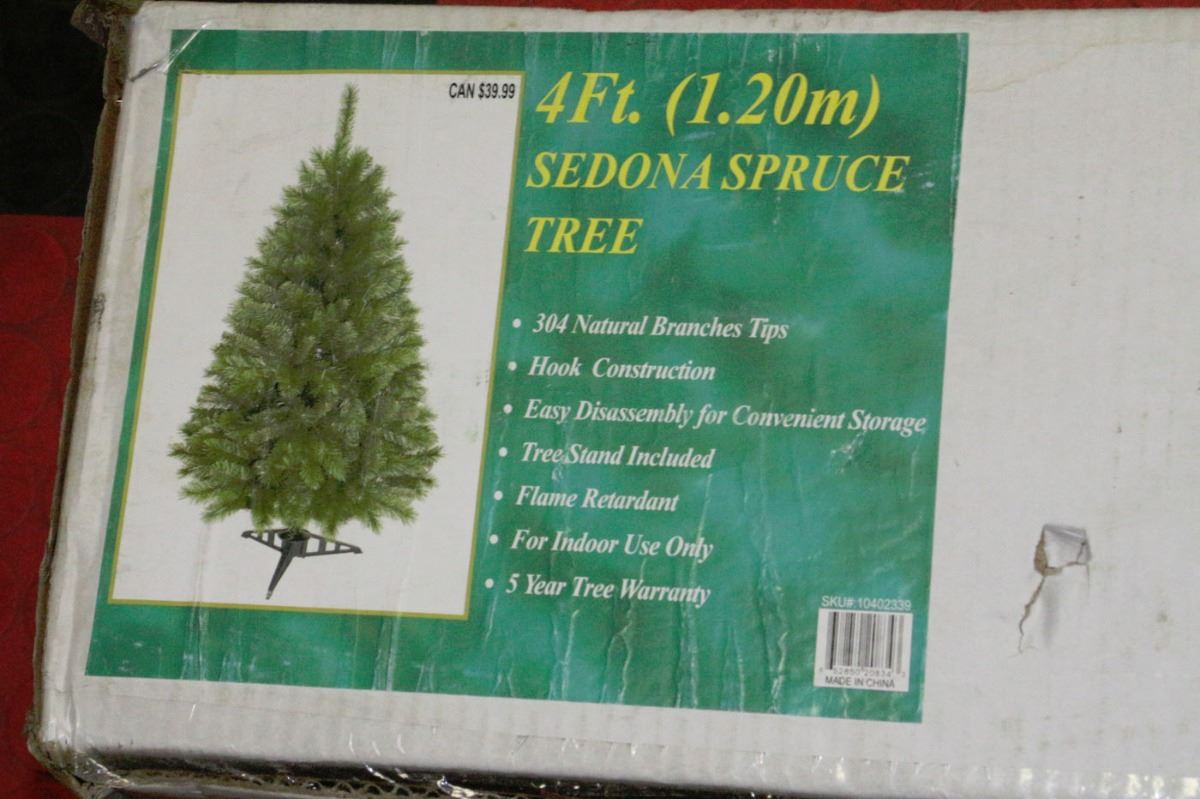 CAN $39.99
4Ft. (1.20m)
SEDONA SPRUCE
TREE
• 304 Natural Branches Tips
• Hook Construction
• Easy Disassembly for Convenient Storage
• Tree Stand Included
• Flame Retardant
• For Indoor Use Only
• 5 Year Tree Warranty
SKU#:10402339
MADE IN CHINA